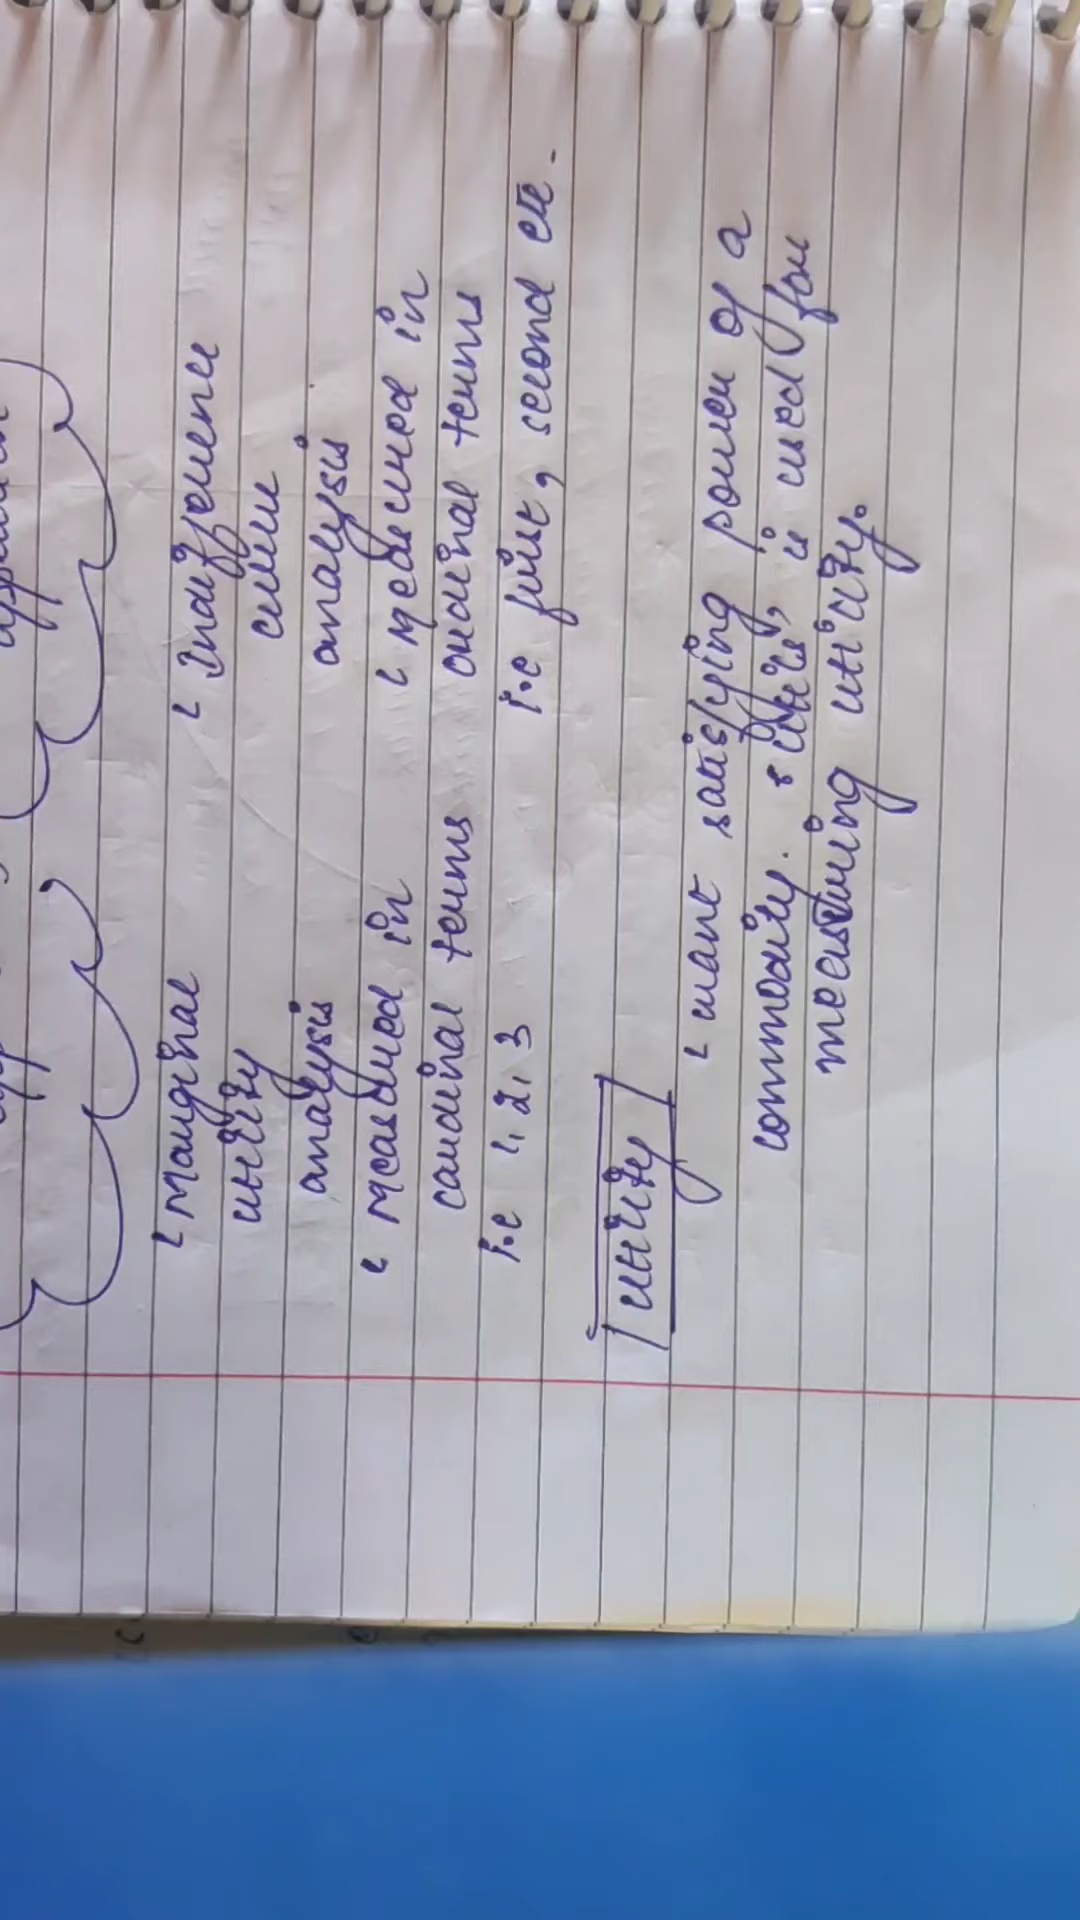 Marginal
utility
analysis
Measured in
cardinal terms
i.e 1, 2, 3
Indifference
curve
analysis
Measured in
ordinal terms
i.e first, second etc.
Utility
want satisfying power of a
commodity. 'utils' is used for
measuring utility.